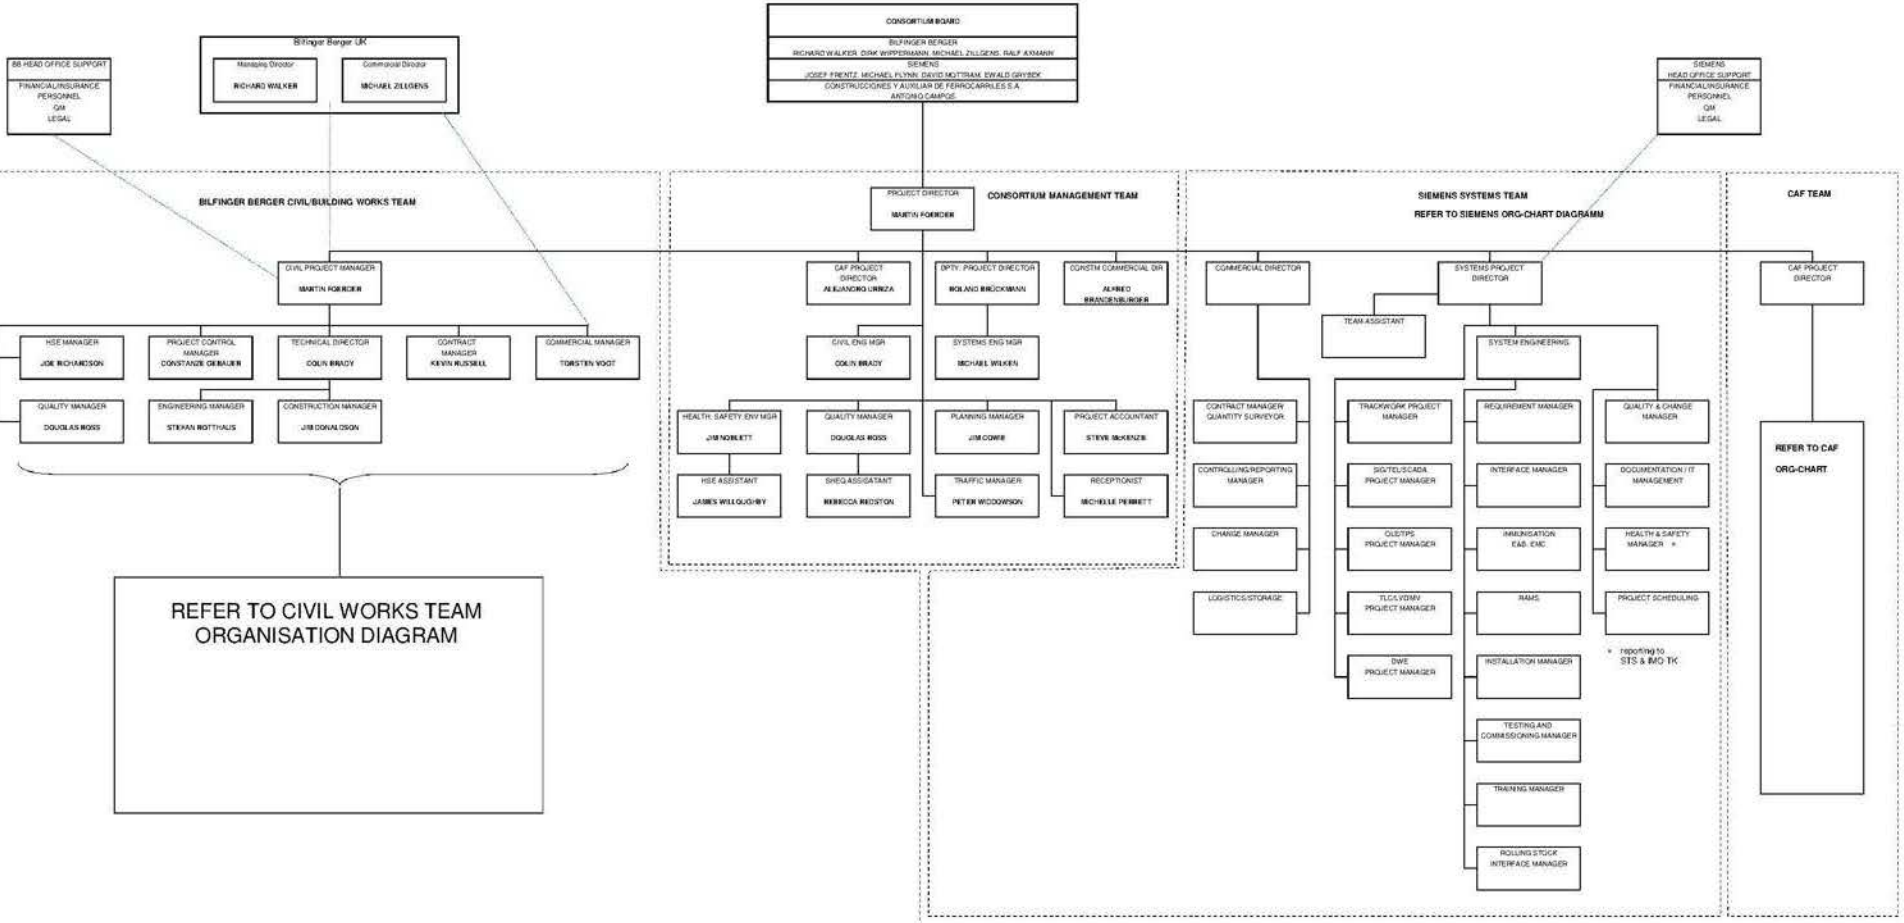 CONSORTIUM BOARD
BILFINGER BERGER
RICHARD WALKER, DIRK WIPPERMANN, MICHAEL ZILLGENS, RALF AXMANN
SIEMENS
JOSEF FRENTZ, MICHAEL FLYNN, DAVID MOTTRAM, EWALD GRYBEK
CONSTRUCCIONES Y AUXILIAR DE FERROCARRILES S.A
ANTONIO CAMPOS
Bilfinger Berger UK
Managing Director
RICHARD WALKER
Commercial Director
MICHAEL ZILLGENS
BB HEAD OFFICE SUPPORT
FINANCIAL/INSURANCE
PERSONNEL
QM
LEGAL
SIEMENS
HEAD OFFICE SUPPORT
FINANCIAL/INSURANCE
PERSONNEL
QM
LEGAL
BILFINGER BERGER CIVIL/BUILDING WORKS TEAM
CIVIL PROJECT MANAGER
MARTIN FOERDER
HSE MANAGER
JOE RICHARDSON
PROJECT CONTROL
MANAGER
CONSTANZE GEBAUER
TECHNICAL DIRECTOR
COLIN BRADY
CONTRACT
MANAGER
KEVIN RUSSELL
COMMERCIAL MANAGER
TORSTEN VOGT
QUALITY MANAGER
DOUGLAS ROSS
ENGINEERING MANAGER
STEFAN ROTTHAUS
CONSTRUCTION MANAGER
JIM DONALDSON
REFER TO CIVIL WORKS TEAM
ORGANISATION DIAGRAM
PROJECT DIRECTOR
MARTIN FOERDER
CONSORTIUM MANAGEMENT TEAM
CAF PROJECT
DIRECTOR
ALEJANDRO URRIZA
DPTY. PROJECT DIRECTOR
ROLAND BRÜCKMANN
CONSTM COMMERCIAL DIR
ALFRED
BRANDENBURGER
CIVIL ENG MGR
COLIN BRADY
SYSTEMS ENG MGR
MICHAEL WILKEN
HEALTH, SAFETY, ENV MGR
JIM NOBLETT
QUALITY MANAGER
DOUGLAS ROSS
PLANNING MANAGER
JIM COWIE
PROJECT ACCOUNTANT
STEVE McKENZIE
HSE ASSISTANT
JAMES WILLOUGHBY
SHEQ ASSISATANT
REBECCA REDSTON
TRAFFIC MANAGER
PETER WIDDOWSON
RECEPTIONIST
MICHELLE PERRETT
SIEMENS SYSTEMS TEAM
REFER TO SIEMENS ORG-CHART DIAGRAMM
COMMERCIAL DIRECTOR
SYSTEMS PROJECT
DIRECTOR
TEAM ASSISTANT
SYSTEM ENGINEERING
CONTRACT MANAGER/
QUANTITY SURVEYOR
CONTROLLING/REPORTING
MANAGER
CHANGE MANAGER
LOGISTICS/STORAGE
TRACKWORK PROJECT
MANAGER
SIG/TEL/SCADA
PROJECT MANAGER
OLE/TPS
PROJECT MANAGER
PROJECT MANAGER
DWE
PROJECT MANAGER
REQUIREMENT MANAGER
INTERFACE MANAGER
IMMUNISATION
E&B, EMC
RAMS
INSTALLATION MANAGER
TESTING AND
COMMISSIONING MANAGER
TRAINING MANAGER
ROLLING STOCK
INTERFACE MANAGER
QUALITY & CHANGE
MANAGER
DOCUMENTATION / IT
MANAGEMENT
HEALTH & SAFETY
MANAGER *
PROJECT SCHEDULING
* reporting to
STS & IMO TK
CAF TEAM
CAF PROJECT
DIRECTOR
REFER TO CAF
ORG-CHART